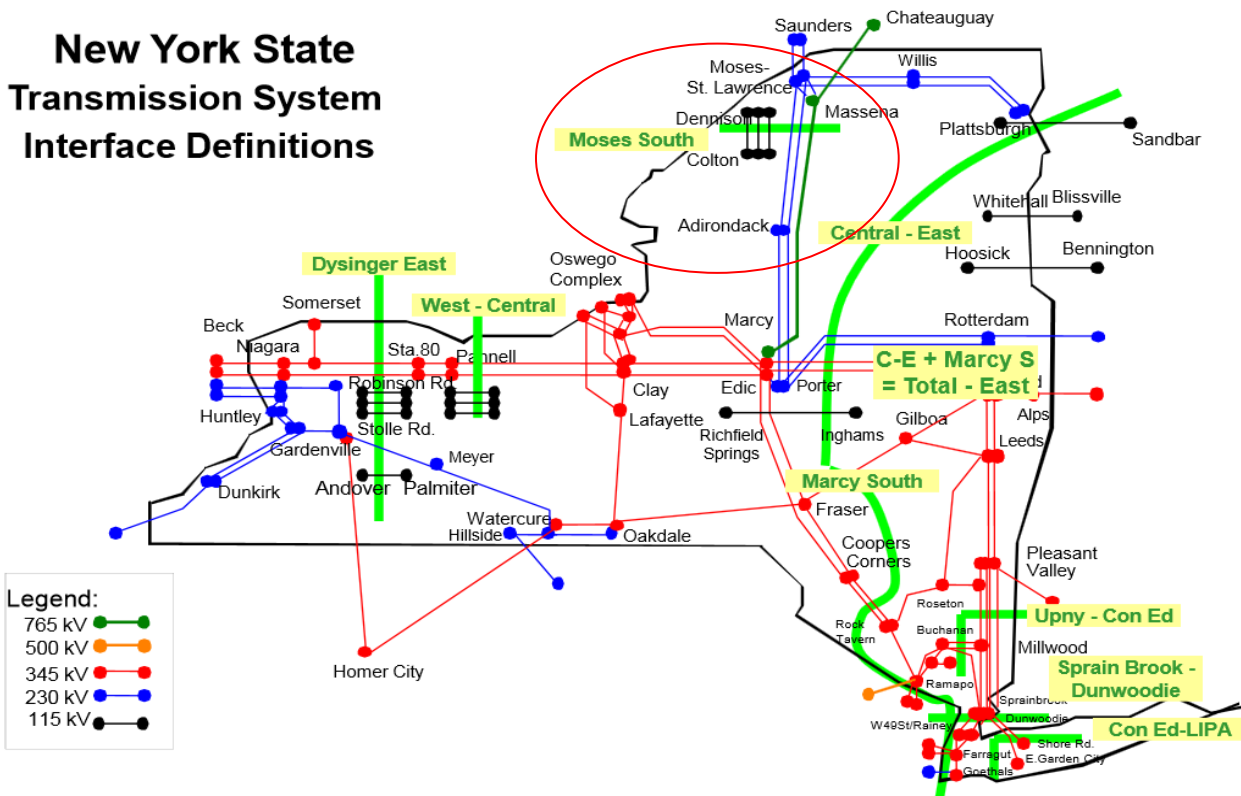 New York State
Transmission System
Interface Definitions
Saunders
Chateauguay
Moses-
St. Lawrence
Willis
Massena
Dennison
Plattsburgh
Sandbar
Moses South
Colton
Whitehall
Blissville
Adirondack
Central - East
Hoosick
Bennington
Oswego
Complex
Dysinger East
Somerset
West - Central
Beck
Niagara
Sta.80
Pannell
Marcy
Rotterdam
C-E + Marcy S
= Total - East
Edic
Porter
Robinson Rd.
Clay
Huntley
Lafayette
Alps
Stolle Rd.
Gilboa
Gardenville
Richfield
Springs
Inghams
Leeds
Meyer
Marcy South
Dunkirk
Andover
Palmiter
Fraser
Watercure
Hillside
Oakdale
Coopers
Corners
Pleasant
Valley
Legend:
765 kV
500 kV
345 kV
230 kV
115 kV
Roseton
Upny - Con Ed
Rock
Tavern
Buchanan
Millwood
Homer City
Sprain Brook -
Dunwoodie
Ramapo
Sprainbrook
W49St/Rainey
Dunwoodie
Con Ed-LIPA
Shore Rd.
Farragut
E.Garden City
Goethals